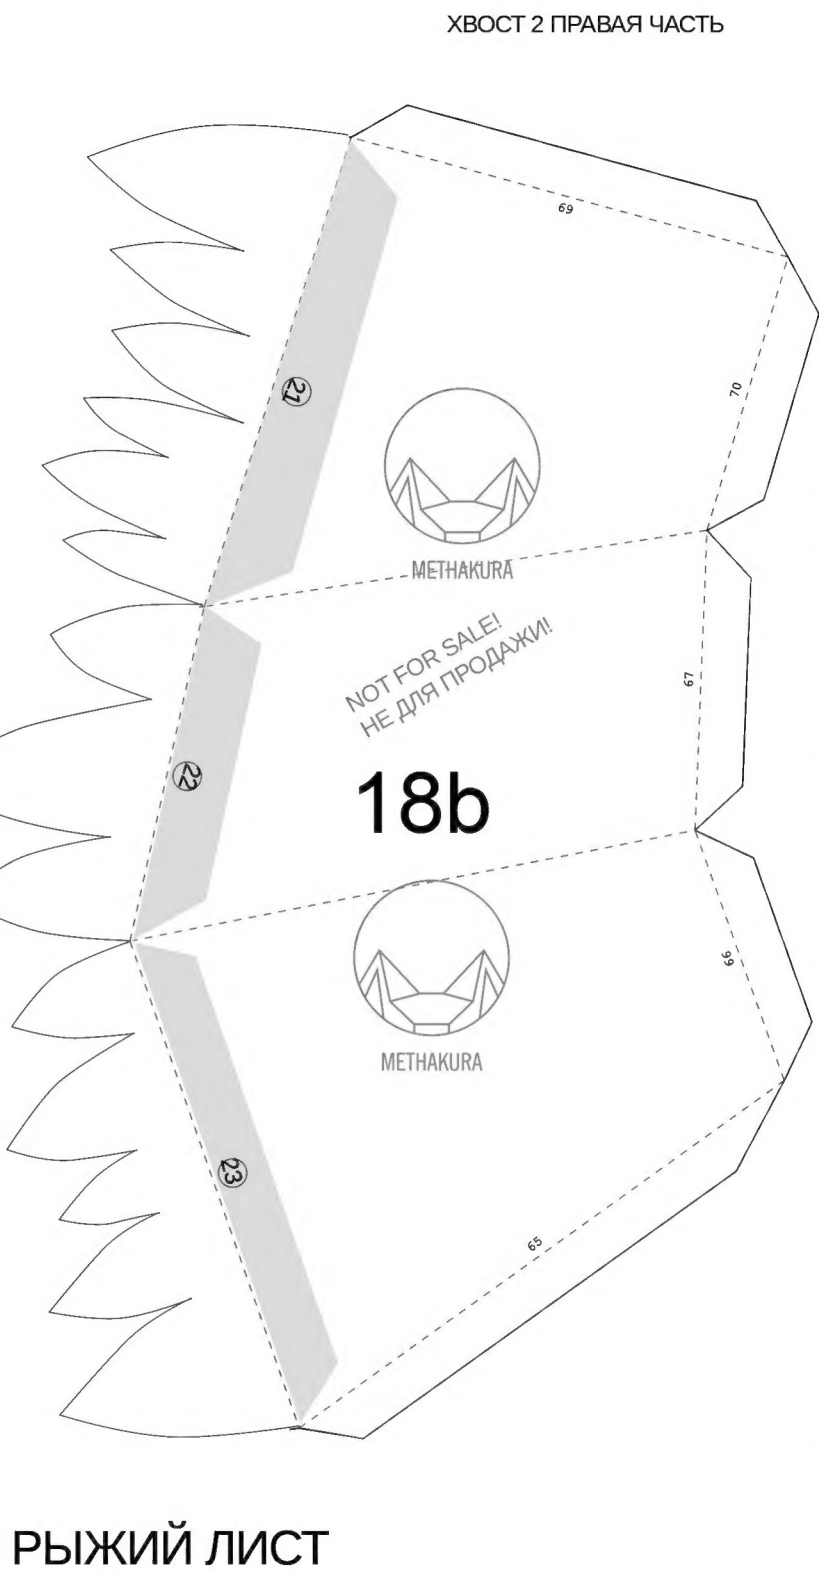 ХВОСТ 2 ПРАВАЯ ЧАСТЬ
69
70
21
METHAKURA
NOT FOR SALE!
НЕ ДЛЯ ПРОДАЖИ!
67
22
18b
66
METHAKURA
23
65
РЫЖИЙ ЛИСТ